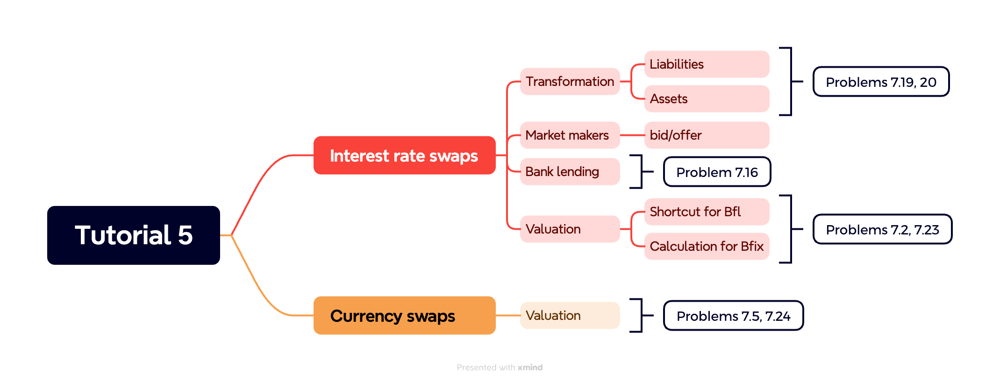 Tutorial 5
Interest rate swaps
Transformation
Liabilities
Assets
Problems 7.19, 20
Market makers
bid/offer
Bank lending
Problem 7.16
Valuation
Shortcut for Bfl
Calculation for Bfix
Problems 7.2, 7.23
Currency swaps
Valuation
Problems 7.5, 7.24
Presented with xmind